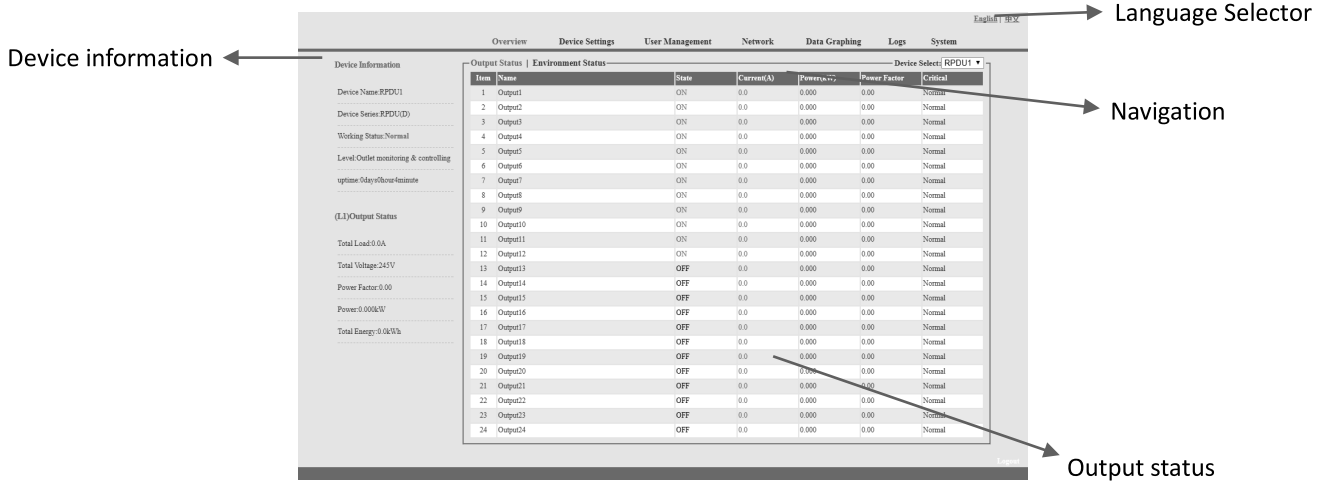 Language Selector
English | 中文
Overview Device Settings User Management Network Data Graphing Logs System
Device information
Device Information
Device Name:RPDU1
Device Series:RPDU(D)
Working Status:Normal
Level:Outlet monitoring & controlling
uptime:0days0hour4minute
(L1)Output Status
Total Load:0.0A
Total Voltage:245V
Power Factor:0.00
Power:0.000kW
Total Energy:0.0kWh
Output Status | Environment Status Device Select: RPDU1
Item Name State Current(A) Power(kW) Power Factor Critical
1 Output1 ON 0.0 0.000 0.00 Normal
2 Output2 ON 0.0 0.000 0.00 Normal
3 Output3 ON 0.0 0.000 0.00 Normal
4 Output4 ON 0.0 0.000 0.00 Normal
5 Output5 ON 0.0 0.000 0.00 Normal
6 Output6 ON 0.0 0.000 0.00 Normal
7 Output7 ON 0.0 0.000 0.00 Normal
8 Output8 ON 0.0 0.000 0.00 Normal
9 Output9 ON 0.0 0.000 0.00 Normal
10 Output10 ON 0.0 0.000 0.00 Normal
11 Output11 ON 0.0 0.000 0.00 Normal
12 Output12 ON 0.0 0.000 0.00 Normal
13 Output13 OFF 0.0 0.000 0.00 Normal
14 Output14 OFF 0.0 0.000 0.00 Normal
15 Output15 OFF 0.0 0.000 0.00 Normal
16 Output16 OFF 0.0 0.000 0.00 Normal
17 Output17 OFF 0.0 0.000 0.00 Normal
18 Output18 OFF 0.0 0.000 0.00 Normal
19 Output19 OFF 0.0 0.000 0.00 Normal
20 Output20 OFF 0.0 0.000 0.00 Normal
21 Output21 OFF 0.0 0.000 0.00 Normal
22 Output22 OFF 0.0 0.000 0.00 Normal
23 Output23 OFF 0.0 0.000 0.00 Normal
24 Output24 OFF 0.0 0.000 0.00 Normal
Navigation
Logout
Output status